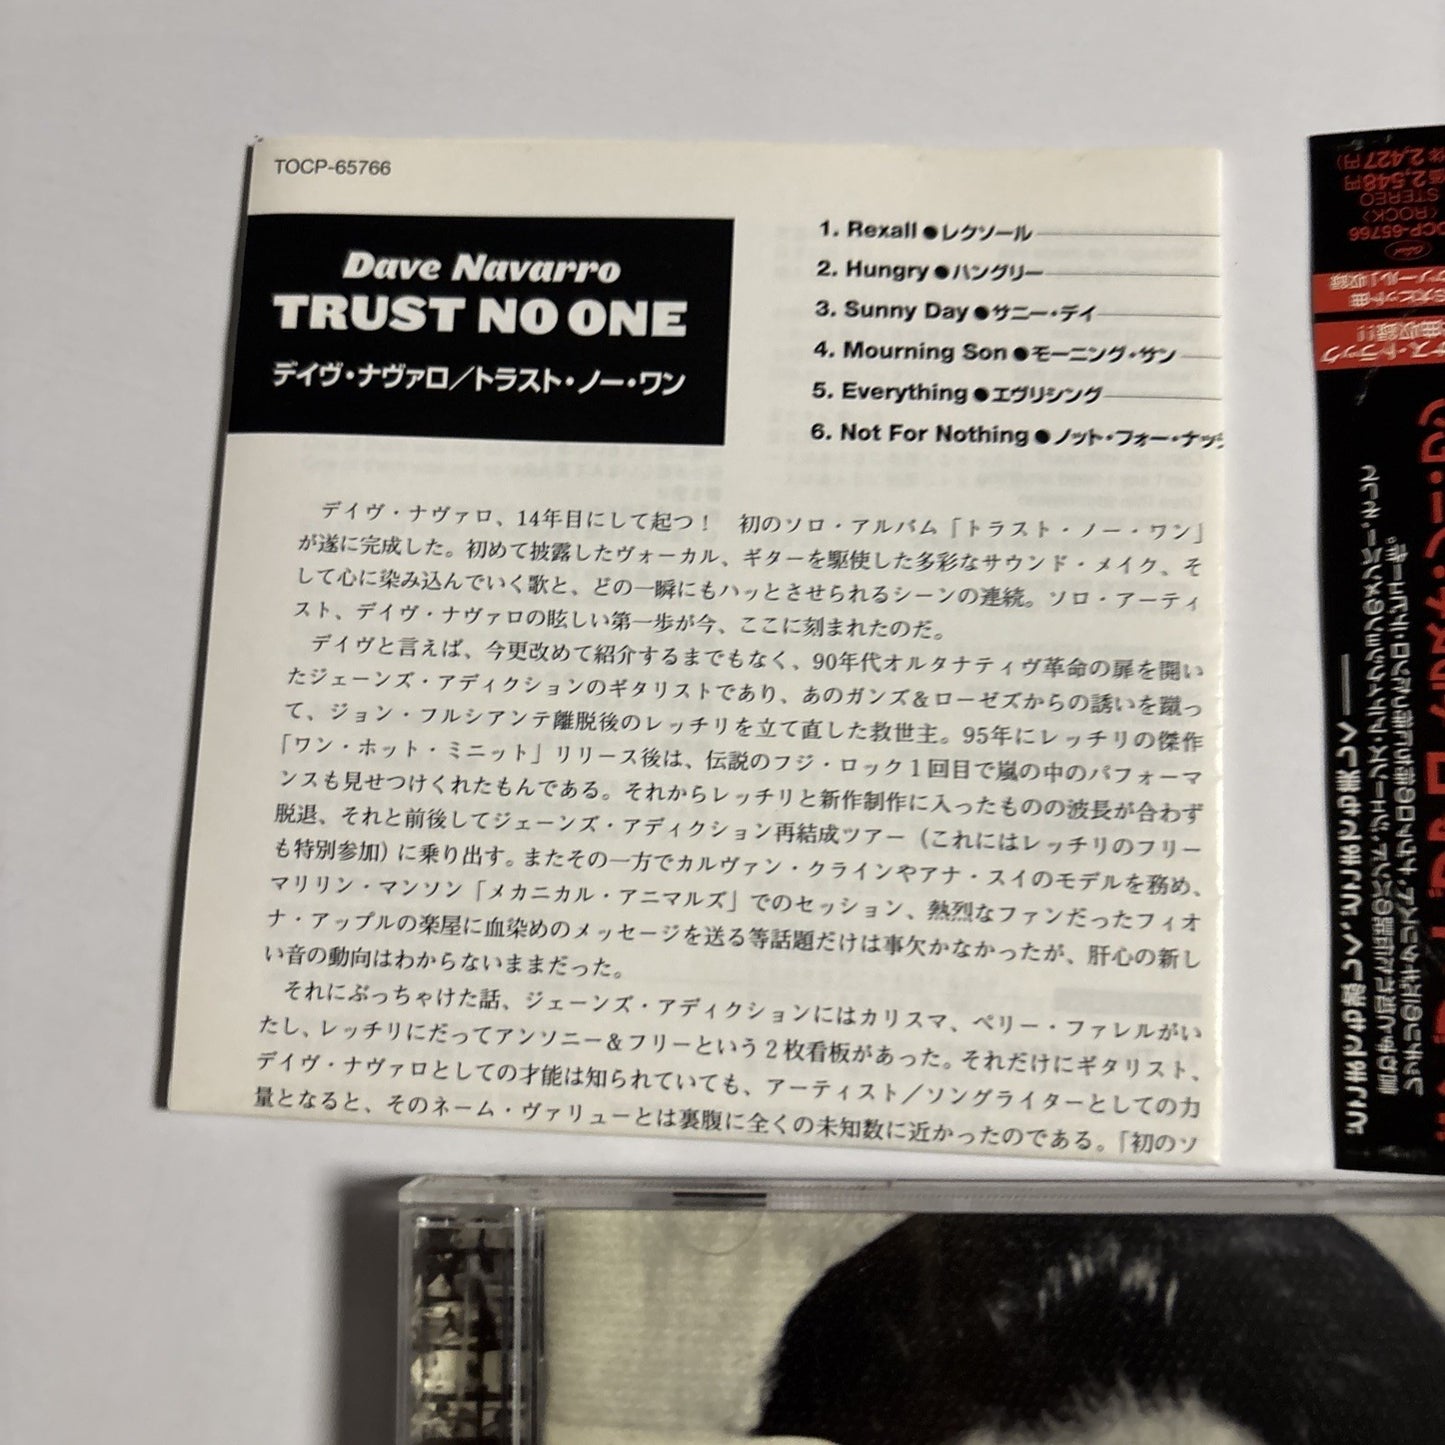 TOCP-65766
Dave Navarro
TRUST NO ONE
デイヴ・ナヴァロ／トラスト・ノー・ワン
1. Rexall●レクソール
2. Hungry●ハングリー
3. Sunny Day●サニー・デイ
4. Mourning Son●モーニング・サン
5. Everything●エヴリシング
6. Not For Nothing●ノット・フォー・ナッ
デイヴ・ナヴァロ、14年目にして起つ！　初のソロ・アルバム「トラスト・ノー・ワン」
が遂に完成した。初めて披露したヴォーカル、ギターを駆使した多彩なサウンド・メイク、そ
して心に染み込んでいく歌と、どの一瞬にもハッとさせられるシーンの連続。ソロ・アーティ
スト、デイヴ・ナヴァロの眩しい第一歩が今、ここに刻まれたのだ。
デイヴと言えば、今更改めて紹介するまでもなく、90年代オルタナティヴ革命の扉を開い
たジェーンズ・アディクションのギタリストであり、あのガンズ＆ローゼズからの誘いを蹴っ
て、ジョン・フルシアンテ離脱後のレッチリを立て直した救世主。95年にレッチリの傑作
「ワン・ホット・ミニット」リリース後は、伝説のフジ・ロック１回目で嵐の中のパフォーマ
ンスも見せつけくれたもんである。それからレッチリと新作制作に入ったものの波長が合わず
脱退、それと前後してジェーンズ・アディクション再結成ツアー（これにはレッチリのフリー
も特別参加）に乗り出す。またその一方でカルヴァン・クラインやアナ・スイのモデルを務め、
マリリン・マンソン「メカニカル・アニマルズ」でのセッション、熱烈なファンだったフィオ
ナ・アップルの楽屋に血染めのメッセージを送る等話題だけは事欠かなかったが、肝心の新し
い音の動向はわからないままだった。
それにぶっちゃけた話、ジェーンズ・アディクションにはカリスマ、ペリー・ファレルがい
たし、レッチリにだってアンソニー＆フリーという２枚看板があった。それだけにギタリスト、
デイヴ・ナヴァロとしての才能は知られていても、アーティスト／ソングライターとしての力
量となると、そのネーム・ヴァリューとは裏腹に全くの未知数に近かったのである。「初のソ
2,427円）
2,548円
STEREO
〈ROCK〉
OCP-65766